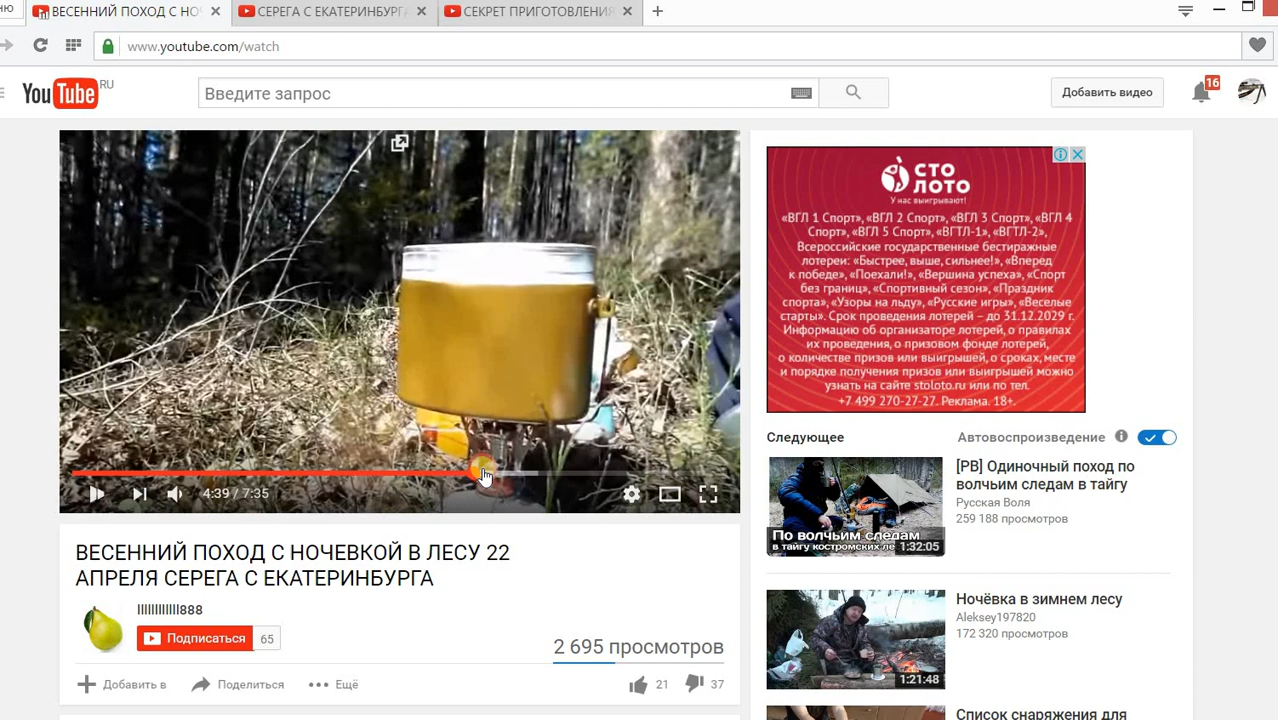 ню
ВЕСЕННИЙ ПОХОД С НО
СЕРЕГА С ЕКАТЕРИНБУРГА
СЕКРЕТ ПРИГОТОВЛЕНИЯ
www.youtube.com/watch
YouTube RU
Введите запрос
Добавить видео
16
СТО
ЛОТО
У нас выигрывают!
«ВГЛ 1 Спорт», «ВГЛ 2 Спорт», «ВГЛ 3 Спорт», «ВГЛ 4
Спорт», «ВГЛ 5 Спорт», «ВГТЛ-1», «ВГТЛ-2»,
Всероссийские государственные бестиражные
лотереи: «Быстрее, выше, сильнее!», «Вперед
к победе», «Поехали!», «Вершина успеха», «Спорт
без границ», «Спортивный сезон», «Праздник
спорта», «Узоры на льду», «Русские игры», «Веселые
старты». Срок проведения лотерей – до 31.12.2029 г.
Информацию об организаторе лотерей, о правилах
их проведения, о призовом фонде лотерей,
о количестве призов или выигрышей, о сроках, месте
и порядке получения призов или выигрышей можно
узнать на сайте stoloto.ru или по тел.
+7 499 270-27-27. Реклама. 18+.
4:39 / 7:35
ВЕСЕННИЙ ПОХОД С НОЧЕВКОЙ В ЛЕСУ 22
АПРЕЛЯ СЕРЕГА С ЕКАТЕРИНБУРГА
llllllllllll888
Подписаться 65
2 695 просмотров
Добавить в
Поделиться
Ещё
21
37
Следующее
Автовоспроизведение
По волчьим следам
в тайгу костромских ле
1:32:05
[РВ] Одиночный поход по
волчьим следам в тайгу
Русская Воля
259 188 просмотров
1:21:48
Ночёвка в зимнем лесу
Aleksey197820
172 320 просмотров
Список снаряжения для